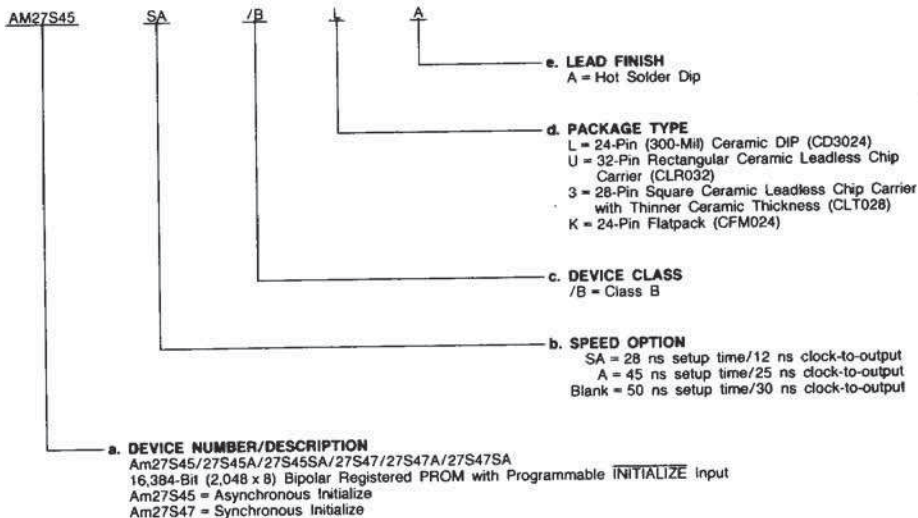 AM27S45 SA /B L A
e. LEAD FINISH
A = Hot Solder Dip
d. PACKAGE TYPE
L = 24-Pin (300-Mil) Ceramic DIP (CD3024)
U = 32-Pin Rectangular Ceramic Leadless Chip
Carrier (CLR032)
3 = 28-Pin Square Ceramic Leadless Chip Carrier
with Thinner Ceramic Thickness (CLT028)
K = 24-Pin Flatpack (CFM024)
c. DEVICE CLASS
/B = Class B
b. SPEED OPTION
SA = 28 ns setup time/12 ns clock-to-output
A = 45 ns setup time/25 ns clock-to-output
Blank = 50 ns setup time/30 ns clock-to-output
a. DEVICE NUMBER/DESCRIPTION
Am27S45/27S45A/27S45SA/27S47/27S47A/27S47SA
16,384-Bit (2,048 x 8) Bipolar Registered PROM with Programmable INITIALIZE Input
Am27S45 = Asynchronous Initialize
Am27S47 = Synchronous Initialize